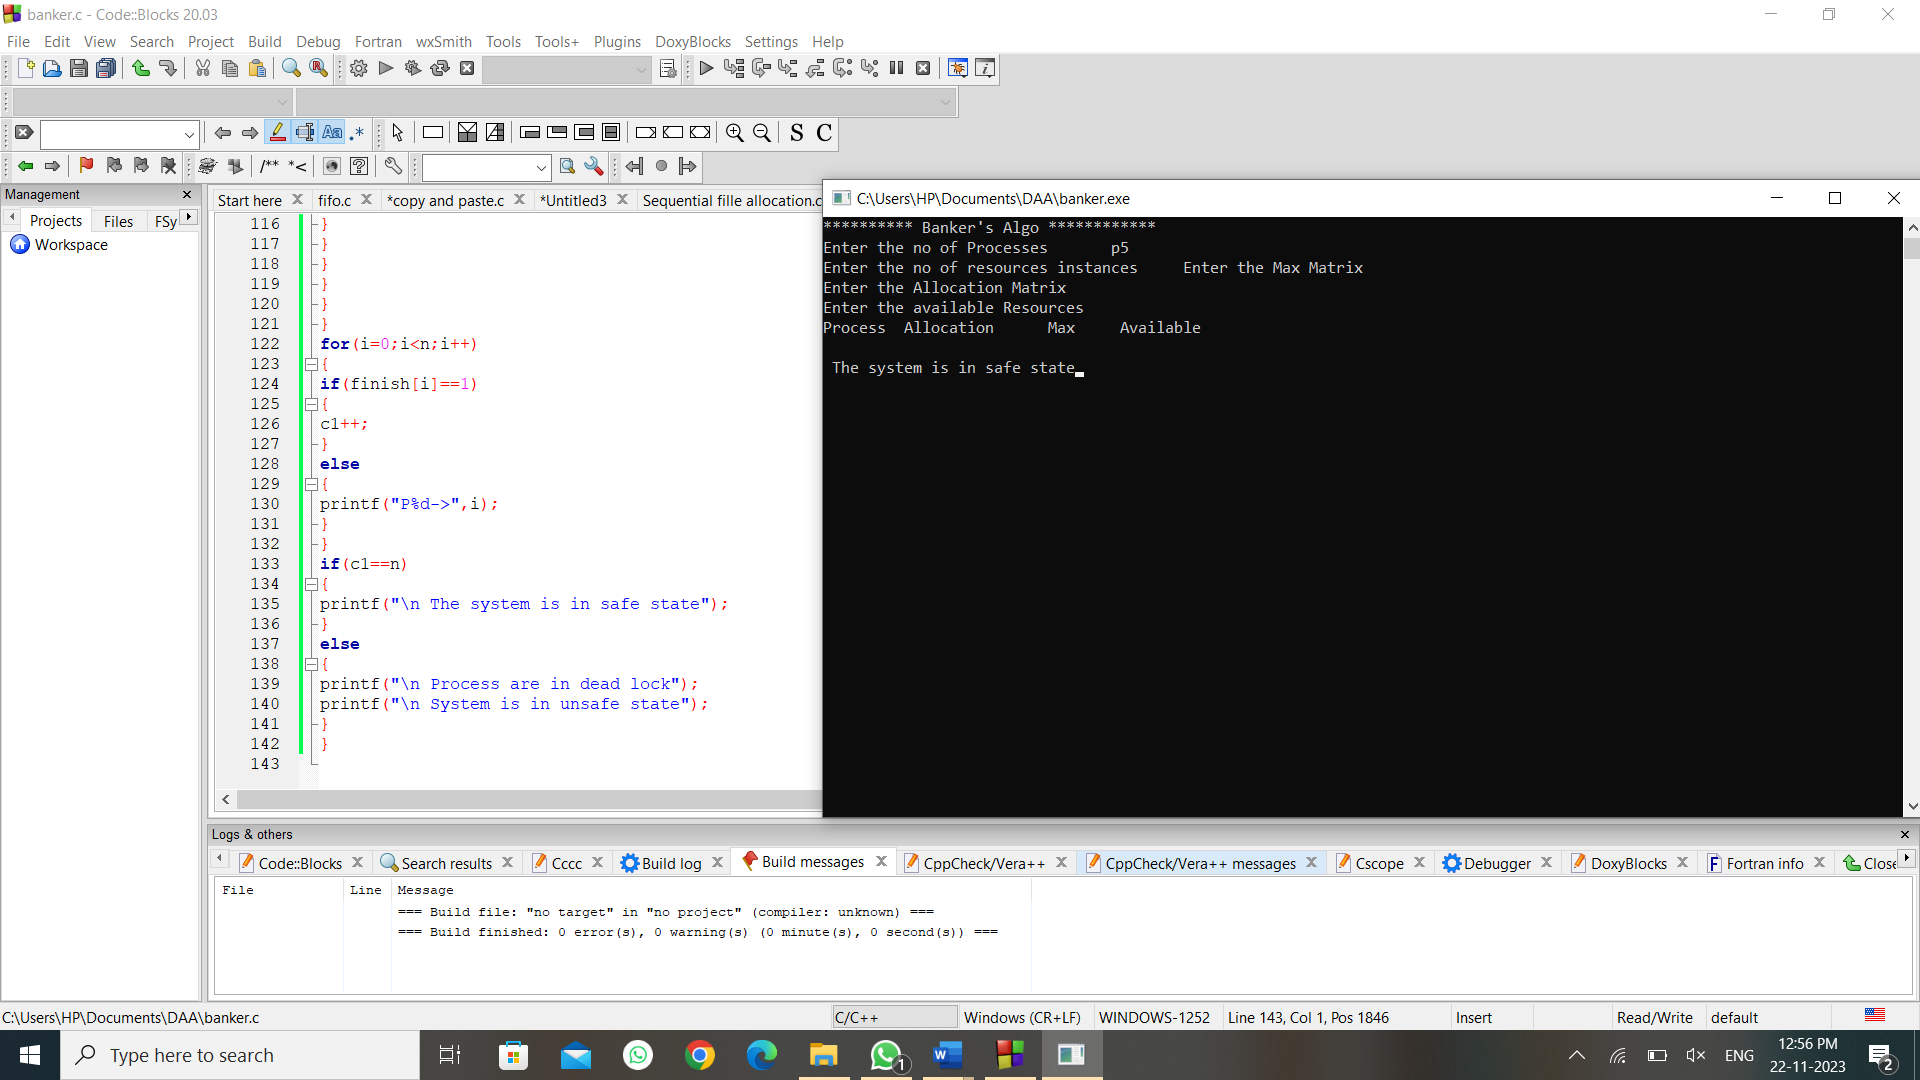 banker.c - Code::Blocks 20.03
File Edit View Search Project Build Debug Fortran wxSmith Tools Tools+ Plugins DoxyBlocks Settings Help
Aa .* S C
/** *<
Management
Projects Files FSy
Workspace
Start here fifo.c *copy and paste.c *Untitled3 Sequential fille allocation.c
116 }
117 }
118 }
119 }
120 }
121 }
122 for(i=0;i<n;i++)
123 {
124 if(finish[i]==1)
125 {
126 c1++;
127 }
128 else
129 {
130 printf("P%d->",i);
131 }
132 }
133 if(c1==n)
134 {
135 printf("\n The system is in safe state");
136 }
137 else
138 {
139 printf("\n Process are in dead lock");
140 printf("\n System is in unsafe state");
141 }
142 }
143
C:\Users\HP\Documents\DAA\banker.exe
********** Banker's Algo ************
Enter the no of Processes p5
Enter the no of resources instances Enter the Max Matrix
Enter the Allocation Matrix
Enter the available Resources
Process Allocation Max Available
The system is in safe state
Logs & others
Code::Blocks Search results Cccc Build log Build messages CppCheck/Vera++ CppCheck/Vera++ messages Cscope Debugger DoxyBlocks Fortran info Close
File Line Message
=== Build file: "no target" in "no project" (compiler: unknown) ===
=== Build finished: 0 error(s), 0 warning(s) (0 minute(s), 0 second(s)) ===
C:\Users\HP\Documents\DAA\banker.c C/C++ Windows (CR+LF) WINDOWS-1252 Line 143, Col 1, Pos 1846 Insert Read/Write default
Type here to search
1
ENG
12:56 PM
22-11-2023
2